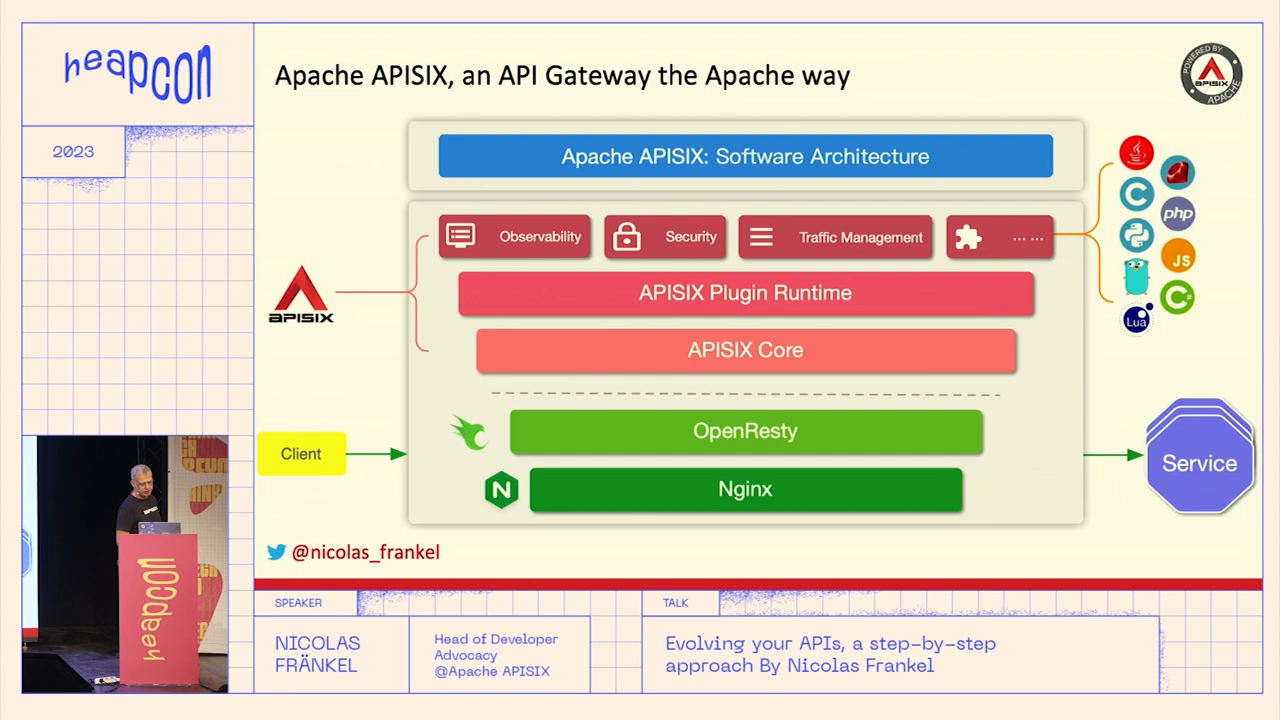 heapcon
2023
Apache APISIX, an API Gateway the Apache way
POWERED BY
APISIX
APACHE
Apache APISIX: Software Architecture
Observability
Security
Traffic Management
... ...
APISIX Plugin Runtime
APISIX Core
OpenResty
N
Nginx
APISIX
Client
Service
C
php
JS
C
Lua
@nicolas_frankel
heapcon
SPEAKER
NICOLAS
FRÄNKEL
Head of Developer
Advocacy
@Apache APISIX
TALK
Evolving your APIs, a step-by-step
approach By Nicolas Frankel